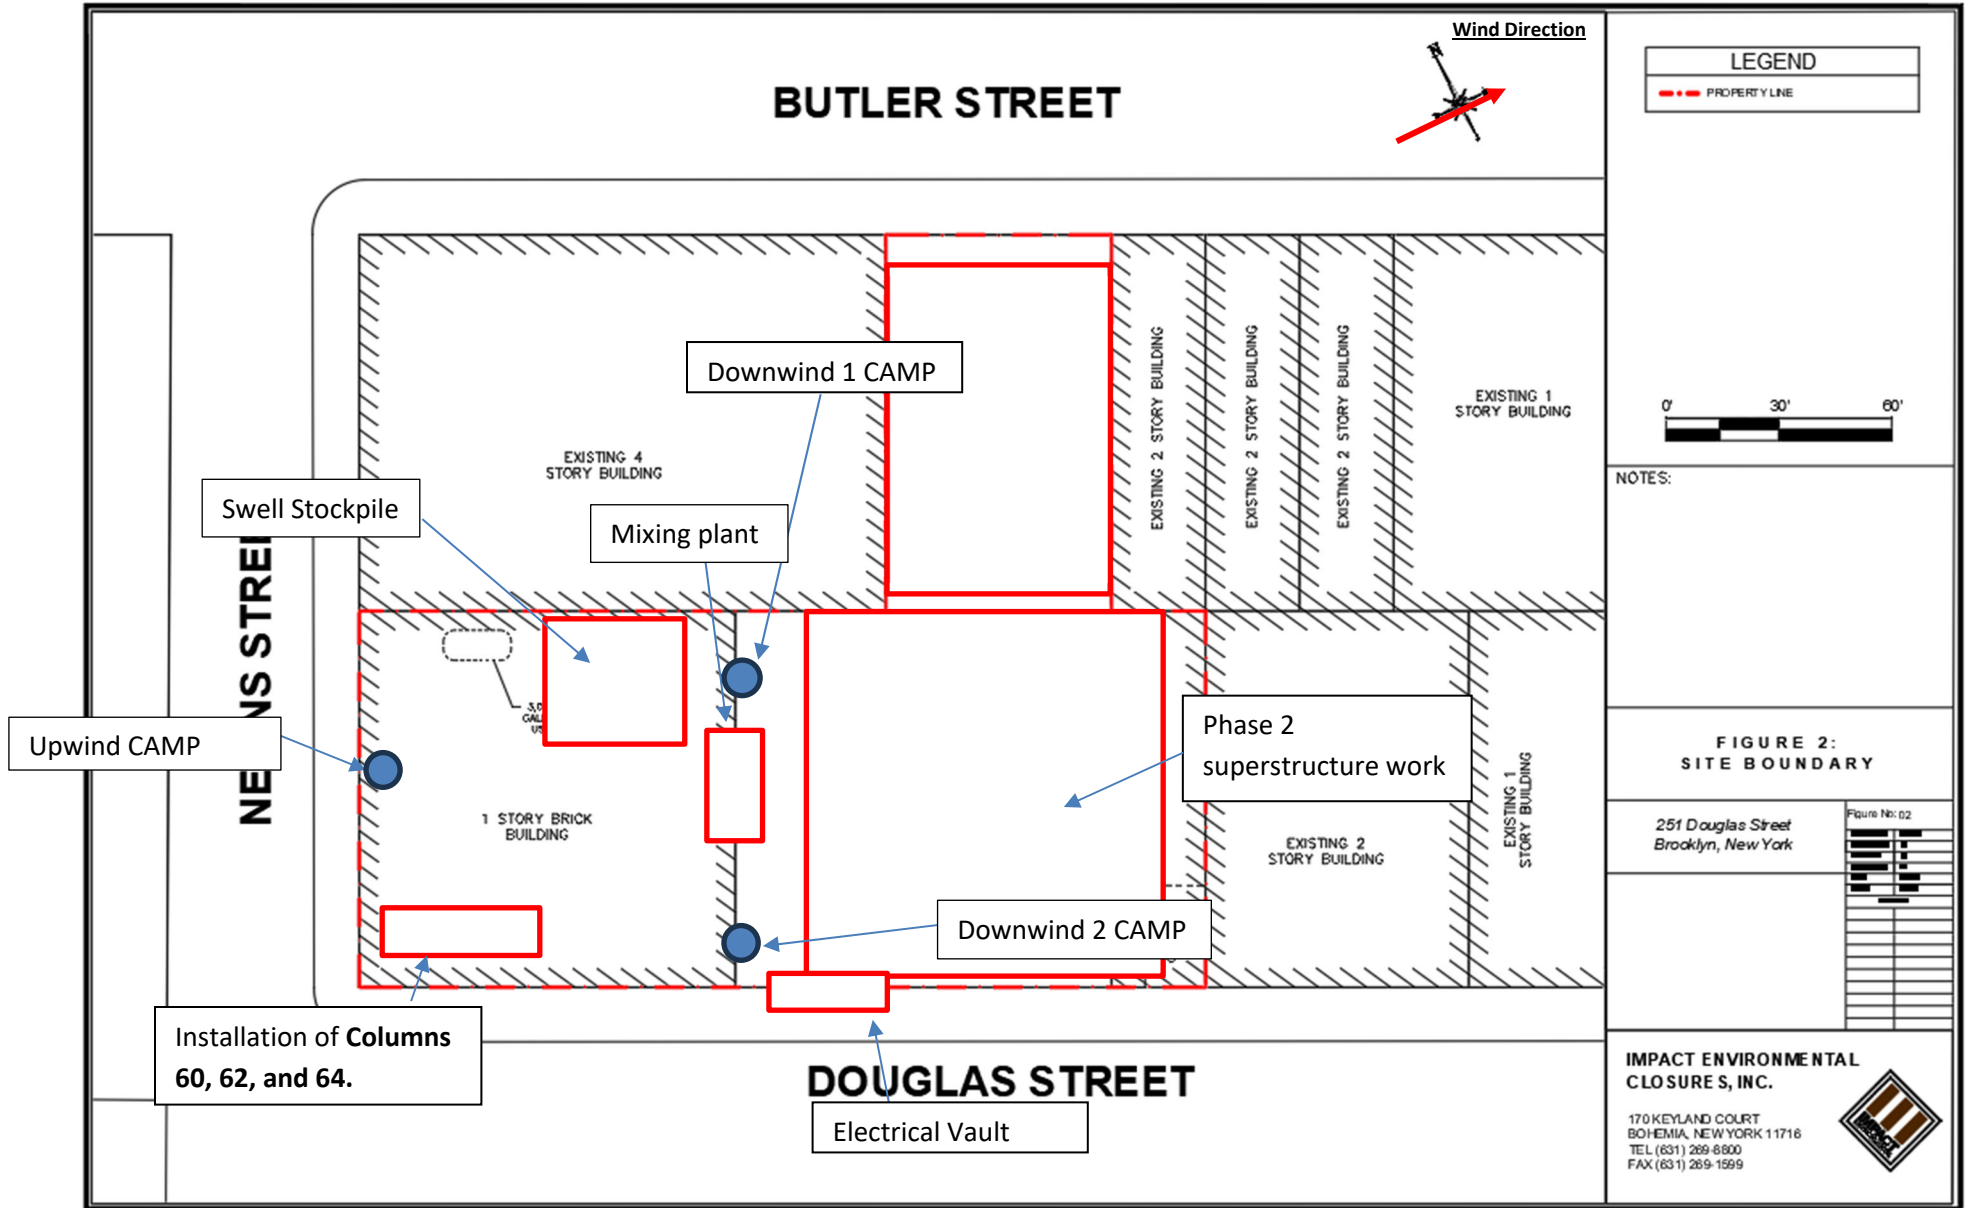 Wind Direction
N
BUTLER STREET
LEGEND
PROPERTY LINE
0' 30' 60'
NOTES:
Downwind 1 CAMP
EXISTING 4
STORY BUILDING
EXISTING 2 STORY BUILDING
EXISTING 2 STORY BUILDING
EXISTING 2 STORY BUILDING
EXISTING 1
STORY BUILDING
Swell Stockpile
Mixing plant
Upwind CAMP
1 STORY BRICK
BUILDING
Phase 2
superstructure work
Downwind 2 CAMP
EXISTING 2
STORY BUILDING
EXISTING 1
STORY BUILDING
Installation of Columns
60, 62, and 64.
DOUGLAS STREET
Electrical Vault
FIGURE 2:
SITE BOUNDARY
251 Douglas Street
Brooklyn, New York
Figure No: 02
IMPACT ENVIRONMENTAL
CLOSURES, INC.
170 KEYLAND COURT
BOHEMIA, NEW YORK 11716
TEL (631) 269-8800
FAX (631) 269-1599
IMPACT